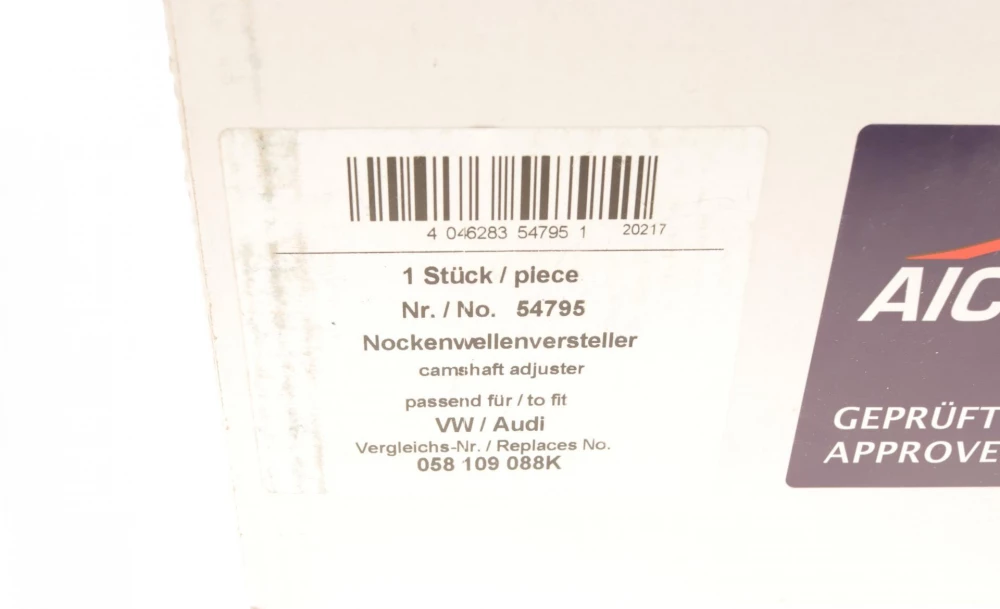 4 046283 54795 1 20217
1 Stück / piece
Nr. / No. 54795
Nockenwellenversteller
camshaft adjuster
passend für / to fit
VW / Audi
Vergleichs-Nr. / Replaces No.
058 109 088K
AIC
GEPRÜFT
APPROVE